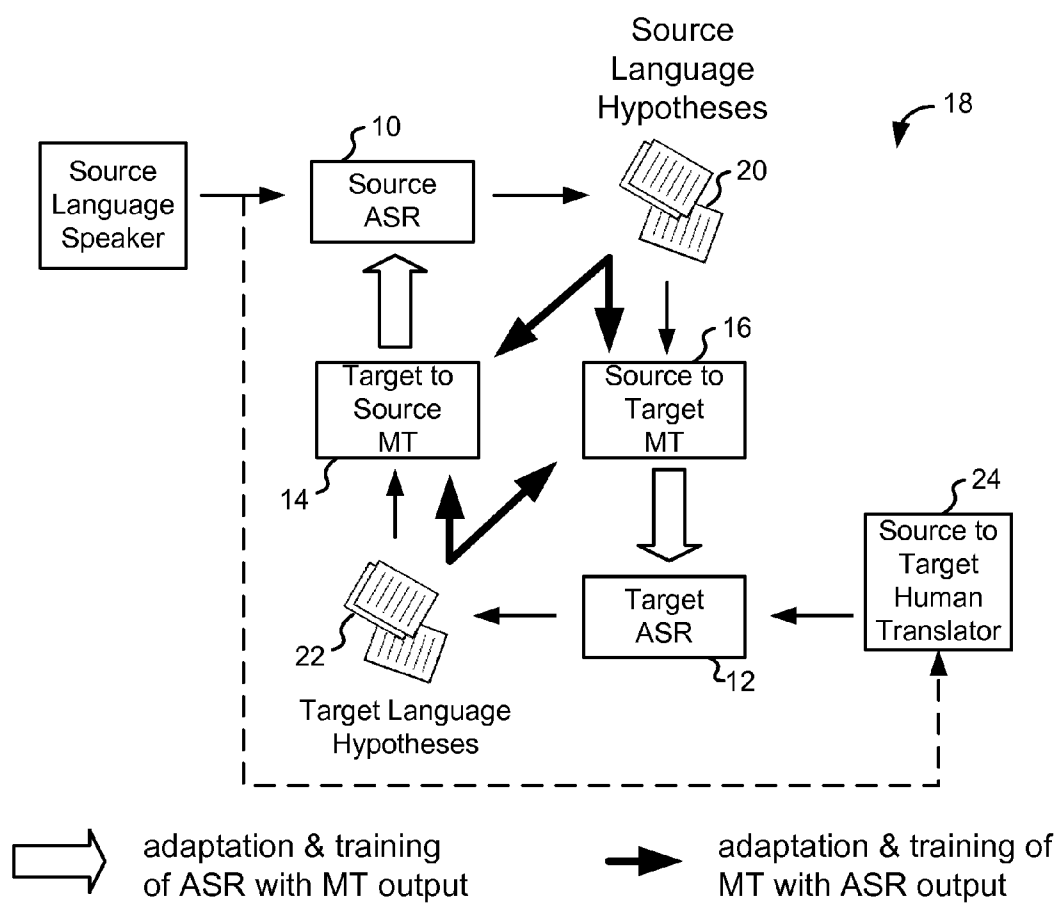 Source
Language
Hypotheses
18
10
Source
Language
Speaker
Source
ASR
20
16
Target to
Source
MT
Source to
Target
MT
14
24
Source to
Target
Human
Translator
Target
ASR
22
12
Target Language
Hypotheses
adaptation & training
of ASR with MT output
adaptation & training of
MT with ASR output